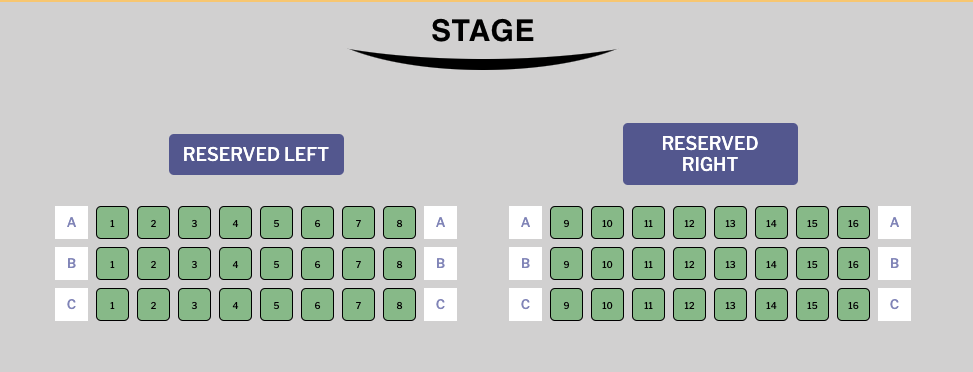 STAGE
RESERVED LEFT
RESERVED
RIGHT
A 1 2 3 4 5 6 7 8 A A 9 10 11 12 13 14 15 16 A
B 1 2 3 4 5 6 7 8 B B 9 10 11 12 13 14 15 16 B
C 1 2 3 4 5 6 7 8 C C 9 10 11 12 13 14 15 16 C